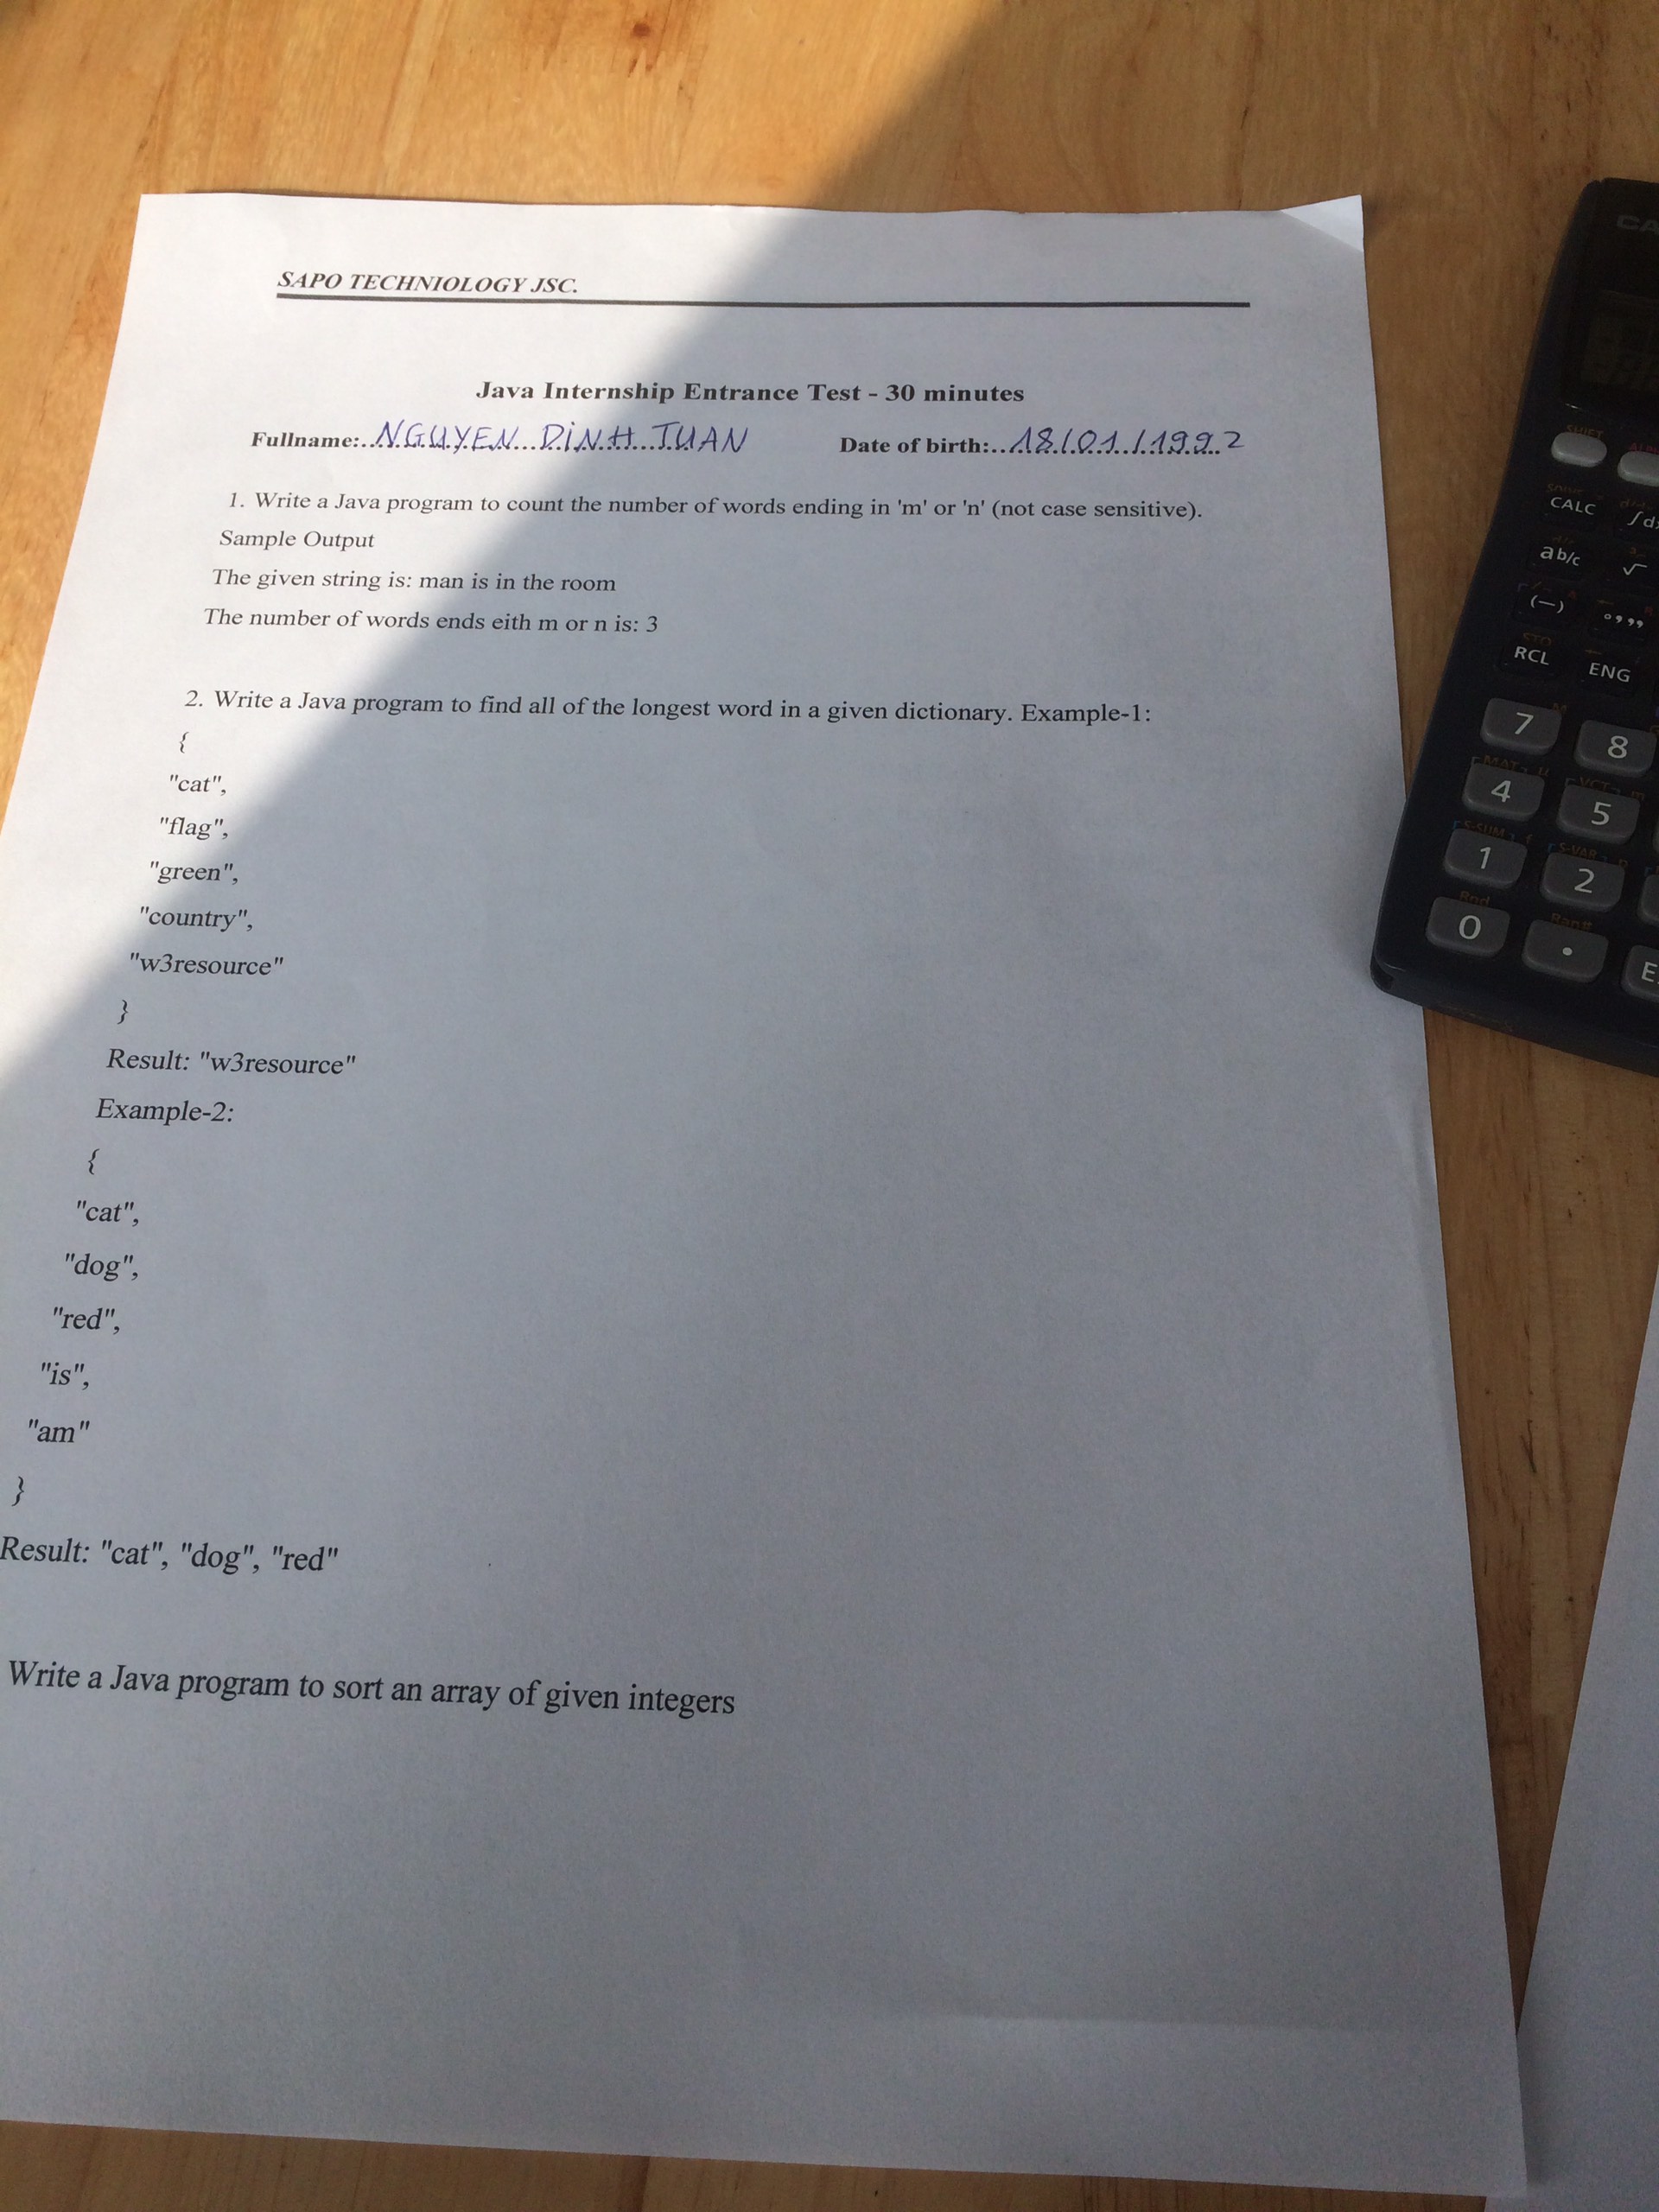 SAPO TECHNIOLOGY JSC.
Java Internship Entrance Test - 30 minutes
Fullname:..NGUYEN DINH TUAN Date of birth:...18/01/1992
1. Write a Java program to count the number of words ending in 'm' or 'n' (not case sensitive).
Sample Output
The given string is: man is in the room
The number of words ends eith m or n is: 3
2. Write a Java program to find all of the longest word in a given dictionary. Example-1:
{
"cat",
"flag",
"green",
"country",
"w3resource"
}
Result: "w3resource"
Example-2:
{
"cat",
"dog",
"red",
"is",
"am"
}
Result: "cat", "dog", "red"
Write a Java program to sort an array of given integers
CA
SHIFT
CALC ∫d
ab/c √
(−) °,,,
STO
RCL ENG
7 8
4 5
1 2
0 .